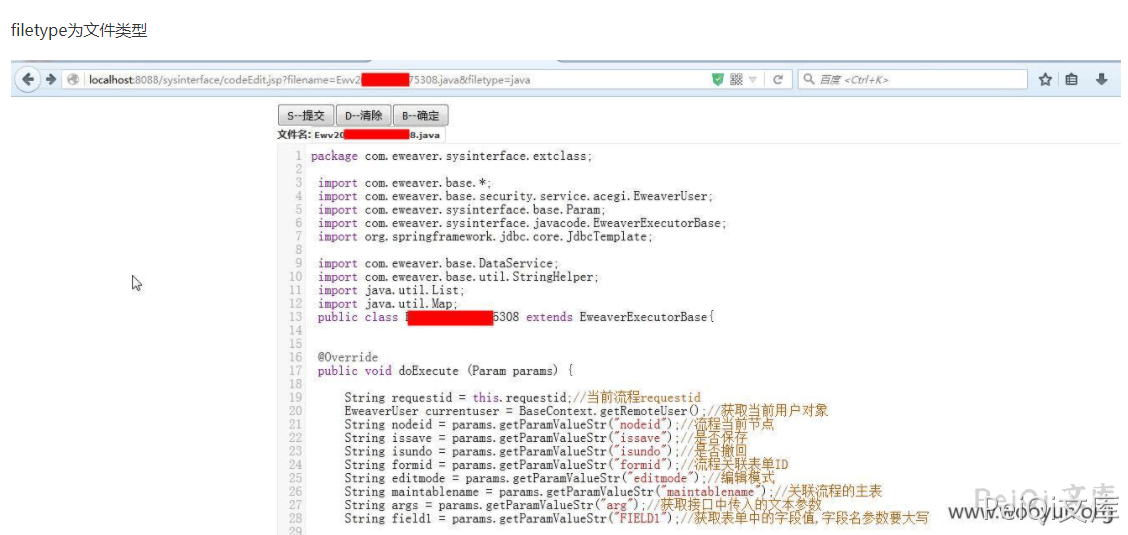 filetype为文件类型
localhost:8088/sysinterface/codeEdit.jsp?filename=Ewv2 75308.java&filetype=java
百度 <Ctrl+K>
S--提交 D--清除 B--确定
文件名: Ewv20 8.java
1 package com.eweaver.sysinterface.extclass;
2
3 import com.eweaver.base.*;
4 import com.eweaver.base.security.service.acegi.EweaverUser;
5 import com.eweaver.sysinterface.base.Param;
6 import com.eweaver.sysinterface.javacode.EweaverExecutorBase;
7 import org.springframework.jdbc.core.JdbcTemplate;
8
9 import com.eweaver.base.DataService;
10 import com.eweaver.base.util.StringHelper;
11 import java.util.List;
12 import java.util.Map;
13 public class 5308 extends EweaverExecutorBase{
14
15
16 @Override
17 public void doExecute (Param params) {
18
19 String requestid = this.requestid;//当前流程requestid
20 EweaverUser currentuser = BaseContext.getRemoteUser();//获取当前用户对象
21 String nodeid = params.getParamValueStr("nodeid");//流程当前节点
22 String issave = params.getParamValueStr("issave");//是否保存
23 String isundo = params.getParamValueStr("isundo");//是否撤回
24 String formid = params.getParamValueStr("formid");//流程关联表单ID
25 String editmode = params.getParamValueStr("editmode");//编辑模式
26 String maintablename = params.getParamValueStr("maintablename");//关联流程的主表
27 String args = params.getParamValueStr("arg");//获取接口中传入的文本参数
28 String field1 = params.getParamValueStr("FIELD1");//获取表单中的字段值,字段名参数要大写
29
PeiQi 文库